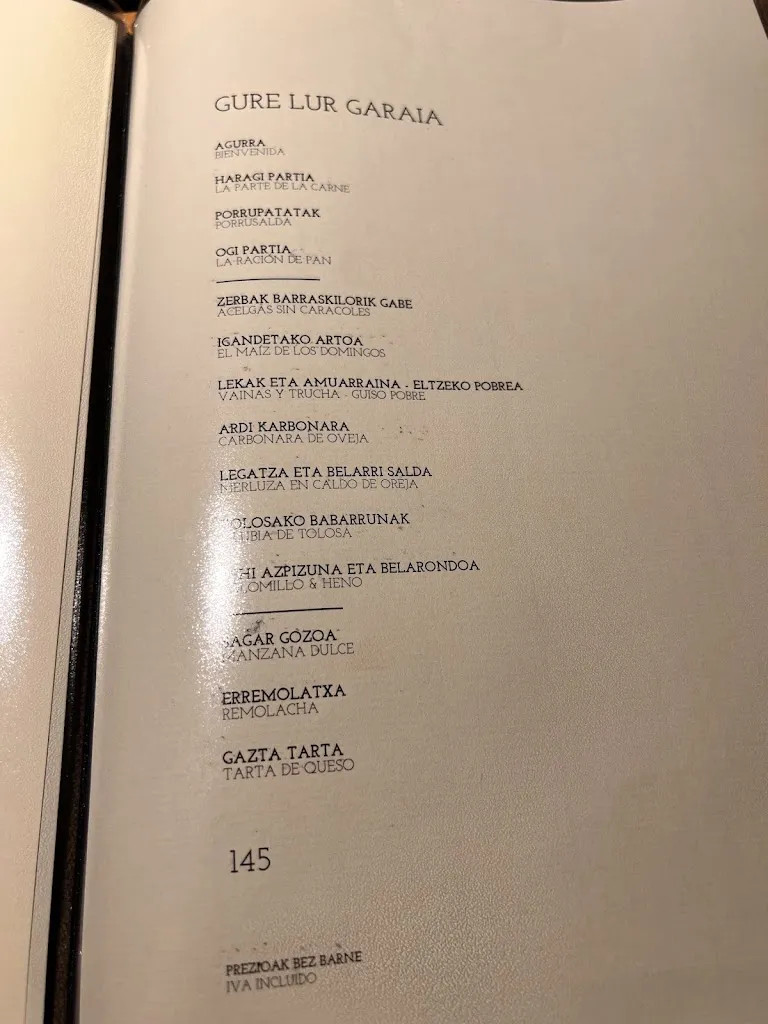 GURE LUR GARAIA
AGURRA
BIENVENIDA
HARAGI PARTIA
LA PARTE DE LA CARNE
PORRUPATATAK
PORRUSALDA
OGI PARTIA
LA RACIÓN DE PAN
ZERBAK BARRASKILORIK GABE
ACELGAS SIN CARACOLES
IGANDETAKO ARTOA
EL MAÍZ DE LOS DOMINGOS
LEKAK ETA AMUARRAINA - ELTZEKO POBREA
VAINAS Y TRUCHA - GUISO POBRE
ARDI KARBONARA
CARBONARA DE OVEJA
LEGATZA ETA BELARRI SALDA
MERLUZA EN CALDO DE OREJA
TOLOSAKO BABARRUNAK
ALUBIA DE TOLOSA
BEHI AZPIZUNA ETA BELARONDOA
SOLOMILLO & HENO
SAGAR GOZOA
MANZANA DULCE
ERREMOLATXA
REMOLACHA
GAZTA TARTA
TARTA DE QUESO
145
PREZIOAK BEZ BARNE
IVA INCLUIDO